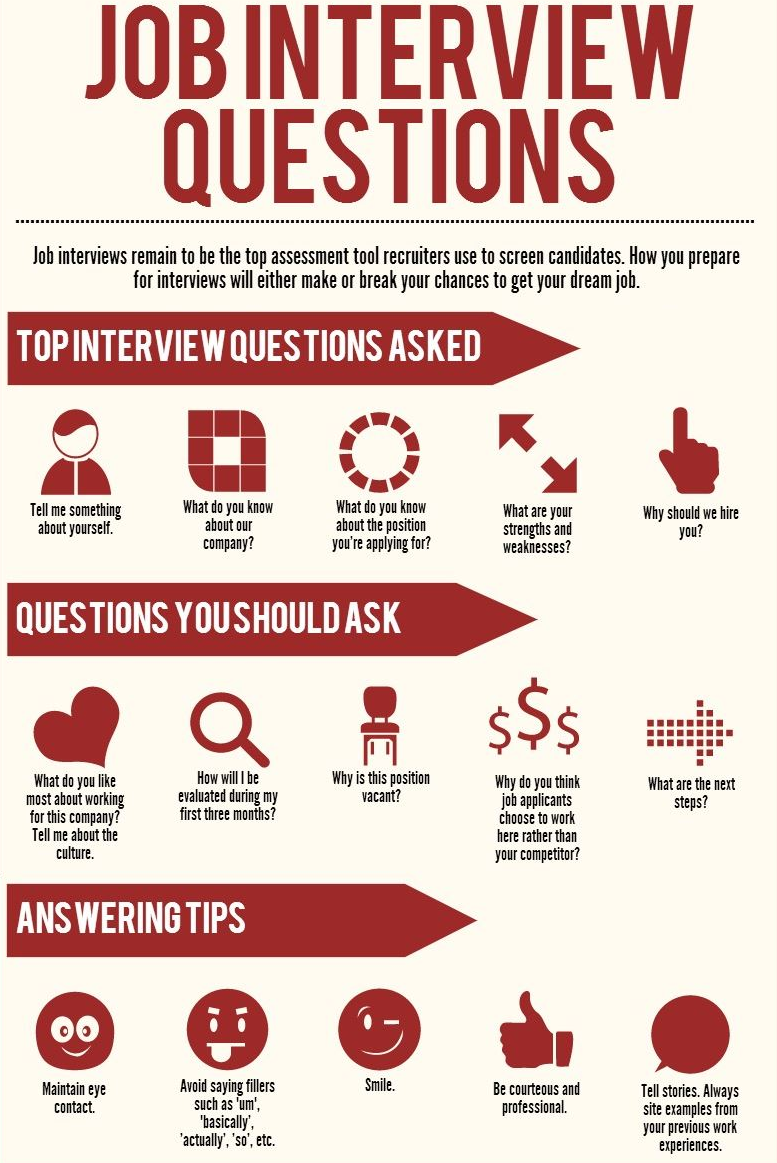 JOB INTERVIEW
QUESTIONS
Job interviews remain to be the top assessment tool recruiters use to screen candidates. How you prepare
for interviews will either make or break your chances to get your dream job.
TOP INTERVIEW QUESTIONS ASKED
Tell me something
about yourself.
What do you know
about our
company?
What do you know
about the position
you're applying for?
What are your
strengths and
weaknesses?
Why should we hire
you?
QUESTIONS YOU SHOULD ASK
What do you like
most about working
for this company?
Tell me about the
culture.
How will I be
evaluated during my
first three months?
Why is this position
vacant?
$$$
Why do you think
job applicants
choose to work
here rather than
your competitor?
What are the next
steps?
ANSWERING TIPS
Maintain eye
contact.
Avoid saying fillers
such as 'um',
'basically',
'actually', 'so', etc.
Smile.
Be courteous and
professional.
Tell stories. Always
site examples from
your previous work
experiences.